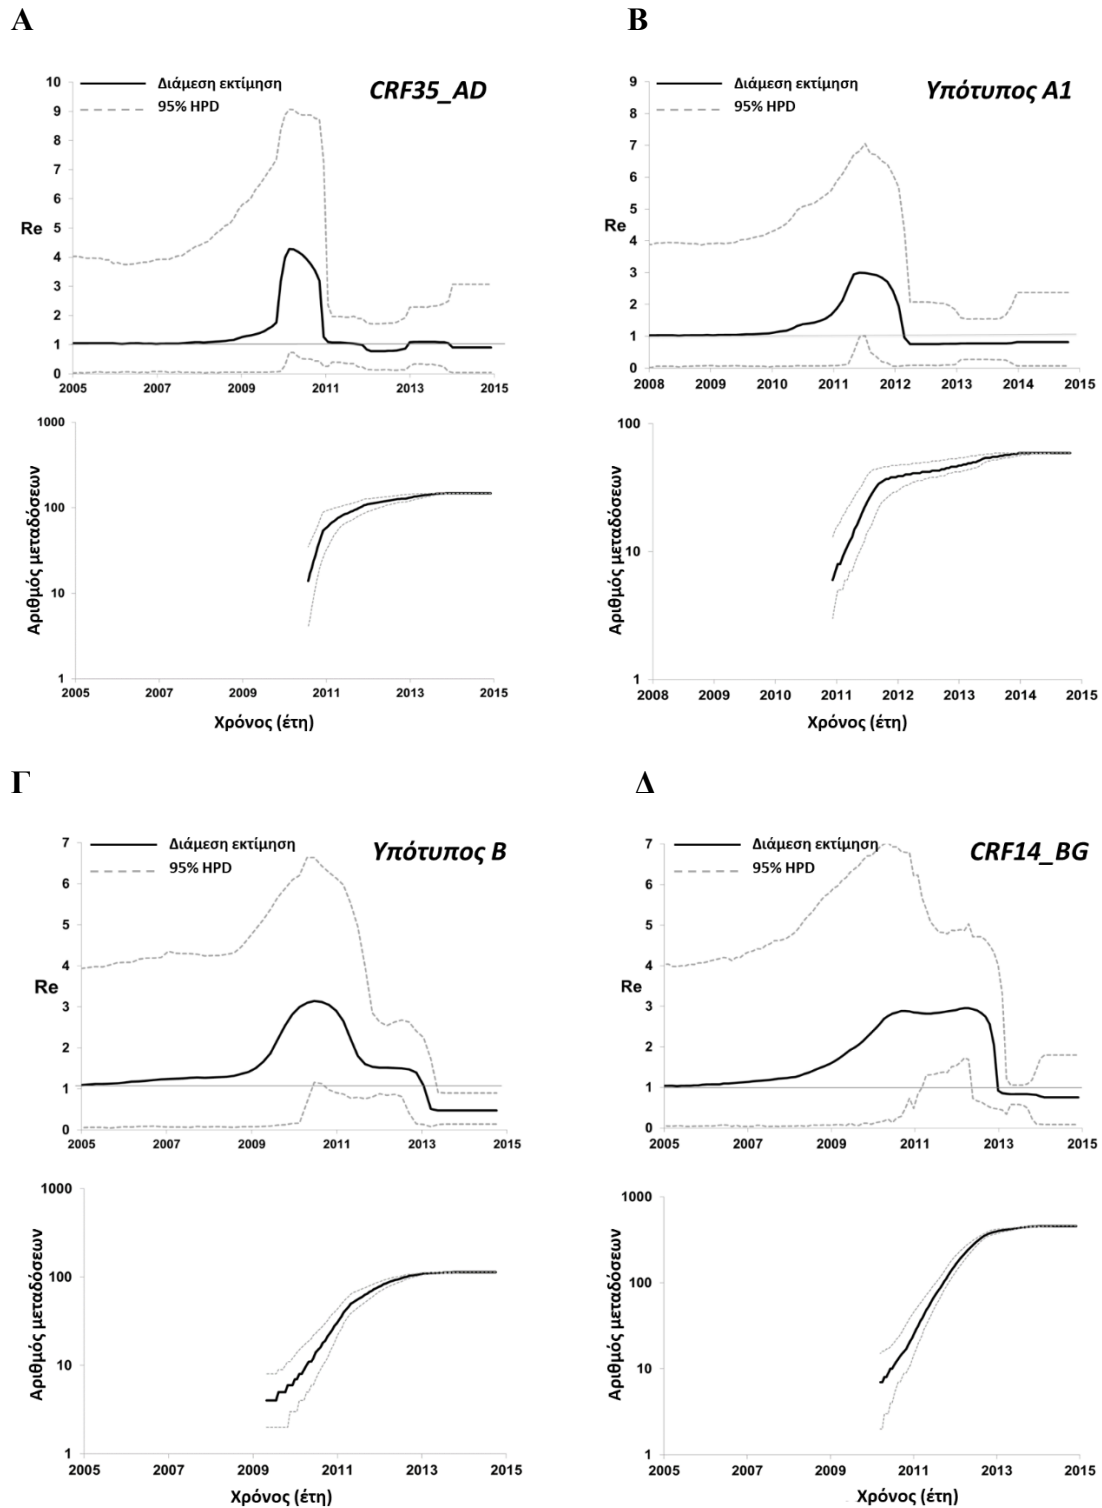 Α
Διάμεση εκτίμηση
95% HPD
CRF35_AD
Re
10
9
8
7
6
5
4
3
2
1
0
2005 2007 2009 2011 2013 2015
Αριθμός μεταδόσεων
1000
100
10
1
2005 2007 2009 2011 2013 2015
Χρόνος (έτη)
Β
Διάμεση εκτίμηση
95% HPD
Υπότυπος A1
Re
9
8
7
6
5
4
3
2
1
0
2008 2009 2010 2011 2012 2013 2014 2015
Αριθμός μεταδόσεων
100
10
1
2008 2009 2010 2011 2012 2013 2014 2015
Χρόνος (έτη)
Γ
Διάμεση εκτίμηση
95% HPD
Υπότυπος B
Re
7
6
5
4
3
2
1
0
2005 2007 2009 2011 2013 2015
Αριθμός μεταδόσεων
1000
100
10
1
2005 2007 2009 2011 2013 2015
Χρόνος (έτη)
Δ
Διάμεση εκτίμηση
95% HPD
CRF14_BG
Re
7
6
5
4
3
2
1
0
2005 2007 2009 2011 2013 2015
Αριθμός μεταδόσεων
1000
100
10
1
2005 2007 2009 2011 2013 2015
Χρόνος (έτη)